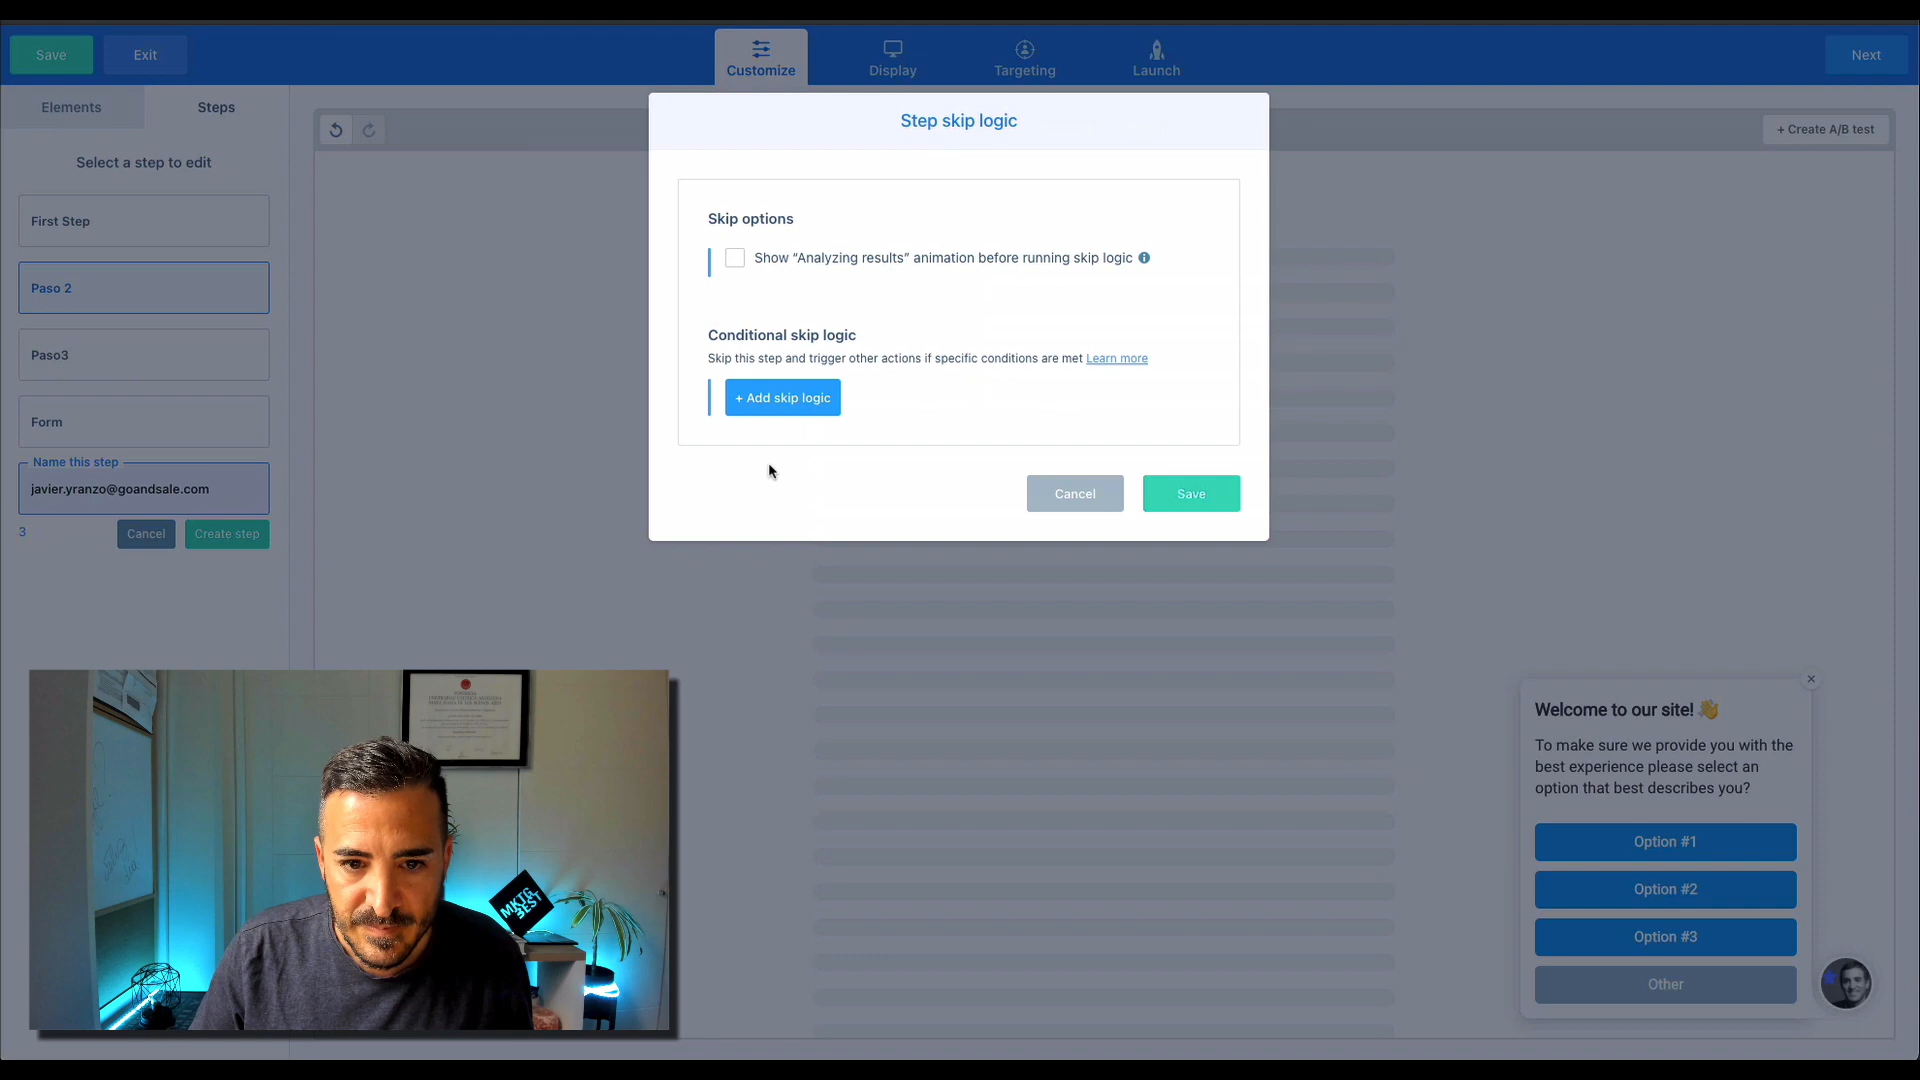 Save
Exit
Customize
Display
Targeting
Launch
Next
Elements
Steps
Select a step to edit
First Step
Paso 2
Paso3
Form
Name this step
javier.yranzo@goandsale.com
3
Cancel
Create step
+ Create A/B test
Step skip logic
Skip options
Show “Analyzing results” animation before running skip logic
Conditional skip logic
Skip this step and trigger other actions if specific conditions are met Learn more
+ Add skip logic
Cancel
Save
Welcome to our site! 👋
To make sure we provide you with the
best experience please select an
option that best describes you?
Option #1
Option #2
Option #3
Other
MKTG
BEST